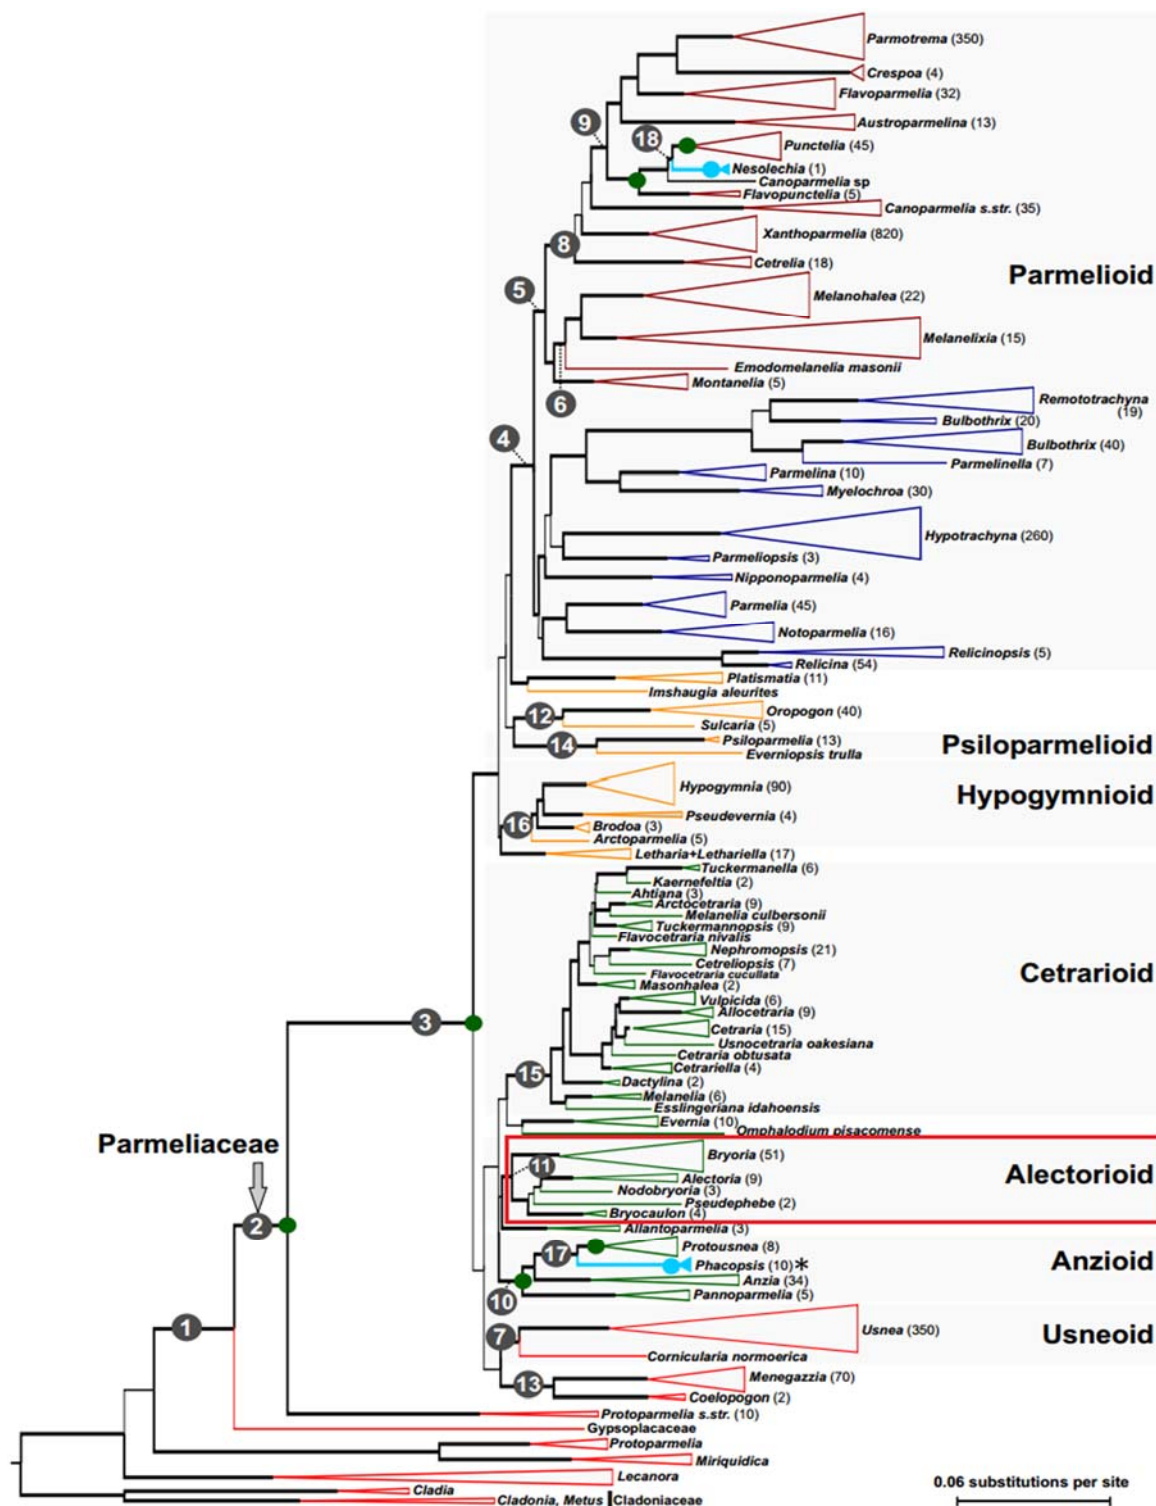 Parmotrema (350)
Crespoa (4)
Flavoparmelia (32)
Austroparmelina (13)
9
18
Punctelia (45)
Nesolechia (1)
Canoparmelia sp
Flavopunctelia (5)
Canoparmelia s.str. (35)
Xanthoparmelia (820)
8
Cetrelia (18)
Parmelioid
5
Melanohalea (22)
Melanelixia (15)
Emodomelanelia masonii
Montanelia (5)
6
Remototrachyna
(19)
Bulbothrix (20)
4
Bulbothrix (40)
Parmelinella (7)
Parmelina (10)
Myelochroa (30)
Hypotrachyna (260)
Parmeliopsis (3)
Nipponoparmelia (4)
Parmelia (45)
Notoparmelia (16)
Relicinopsis (5)
Relicina (54)
Platismatia (11)
Imshaugia aleurites
12
Oropogon (40)
Sulcaria (5)
14
Psiloparmelia (13)
Psiloparmelioid
Everniopsis trulla
Hypogymnia (90)
Hypogymnioid
Pseudevernia (4)
16
Brodoa (3)
Arctoparmelia (5)
Letharia+Lethariella (17)
Tuckermanella (6)
Kaernefeltia (2)
Ahtiana (3)
Arctocetraria (9)
Melanelia culbersonii
Tuckermannopsis (9)
Flavocetraria nivalis
Nephromopsis (21)
Cetreliopsis (7)
Flavocetraria cucullata
Cetrarioid
Masonhalea (2)
Vulpicida (6)
Allocetraria (9)
3
Cetraria (15)
Usnocetraria oakesiana
Cetraria obtusata
Cetrariella (4)
15
Dactylina (2)
Melanelia (6)
Esslingeriana idahoensis
Evernia (10)
Omphalodium pisacomense
Parmeliaceae
Bryoria (51)
11
Alectoria (9)
Alectorioid
Nodobryoria (3)
Pseudephebe (2)
Bryocaulon (4)
2
Allantoparmelia (3)
17
Protousnea (8)
Phacopsis (10)*
Anzioid
Anzia (34)
10
Pannoparmelia (5)
1
7
Usnea (350)
Usneoid
Cornicularia normoerica
13
Menegazzia (70)
Coelopogon (2)
Protoparmelia s.str. (10)
Gypsoplacaceae
Protoparmelia
Miriquidica
Lecanora
0.06 substitutions per site
Cladia
Cladonia, Metus
Cladoniaceae